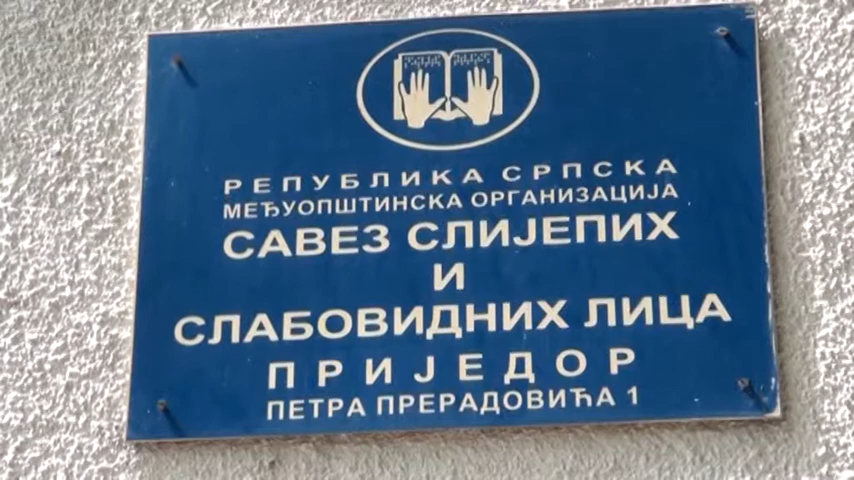 РЕПУБЛИКА СРПСКА
МЕЂУОПШТИНСКА ОРГАНИЗАЦИЈА
САВЕЗ СЛИЈЕПИХ
И
СЛАБОВИДНИХ ЛИЦА
ПРИЈЕДОР
ПЕТРА ПРЕРАДОВИЋА 1